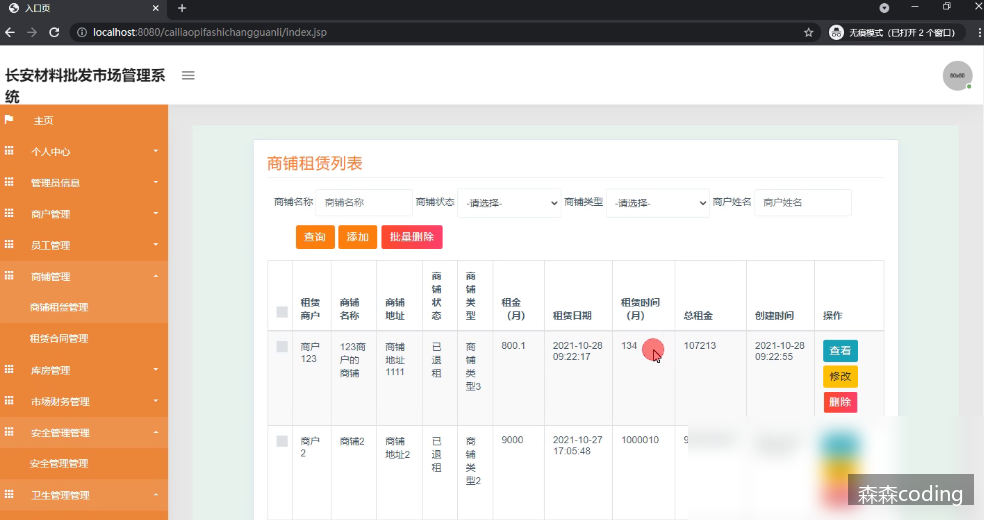 入口页
localhost:8080/cailiaopifashichangguanli/index.jsp
无痕模式（已打开 2 个窗口）
长安材料批发市场管理系
统
主页
个人中心
管理员信息
商户管理
员工管理
商铺管理
商铺租赁管理
租赁合同管理
库房管理
市场财务管理
安全管理管理
安全管理管理
卫生管理管理
商铺租赁列表
商铺名称 商铺名称 商铺状态 -请选择- 商铺类型 -请选择- 商户姓名 商户姓名
查询 添加 批量删除
租赁
商户
商铺
名称
商铺
地址
商
铺
状
态
商
铺
类
型
租金
（月）
租赁日期
租赁时间
（月）
总租金
创建时间
操作
商户
123
123商
户的
商铺
商铺
地址
1111
已
退
租
商
铺
类
型3
800.1
2021-10-28
09:22:17
134
107213
2021-10-28
09:22:55
查看
修改
删除
商户
2
商铺2
商铺
地址2
已
退
租
商
铺
类
型2
9000
2021-10-27
17:05:48
1000010
森森coding